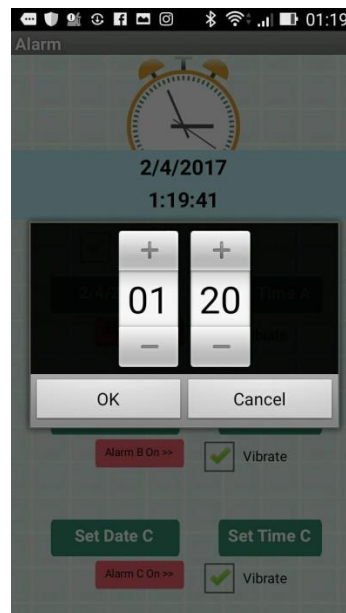 01:19
Alarm
2/4/2017
1:19:41
+ +
01 20
− −
OK Cancel
Alarm B On >> Vibrate
Set Date C Set Time C
Alarm C On >> Vibrate